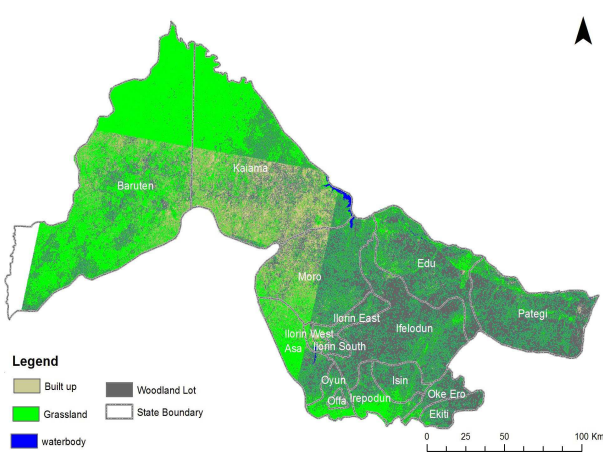 Kaiama
Baruten
Edu
Moro
Pategi
Ilorin East
Ifelodun
Ilorin West
Asa
Ilorin South
Oyun
Isin
Offa
Irepodun
Oke Ero
Ekiti
Legend
Built up
Woodland Lot
Grassland
State Boundary
waterbody
0 25 50 100 Km